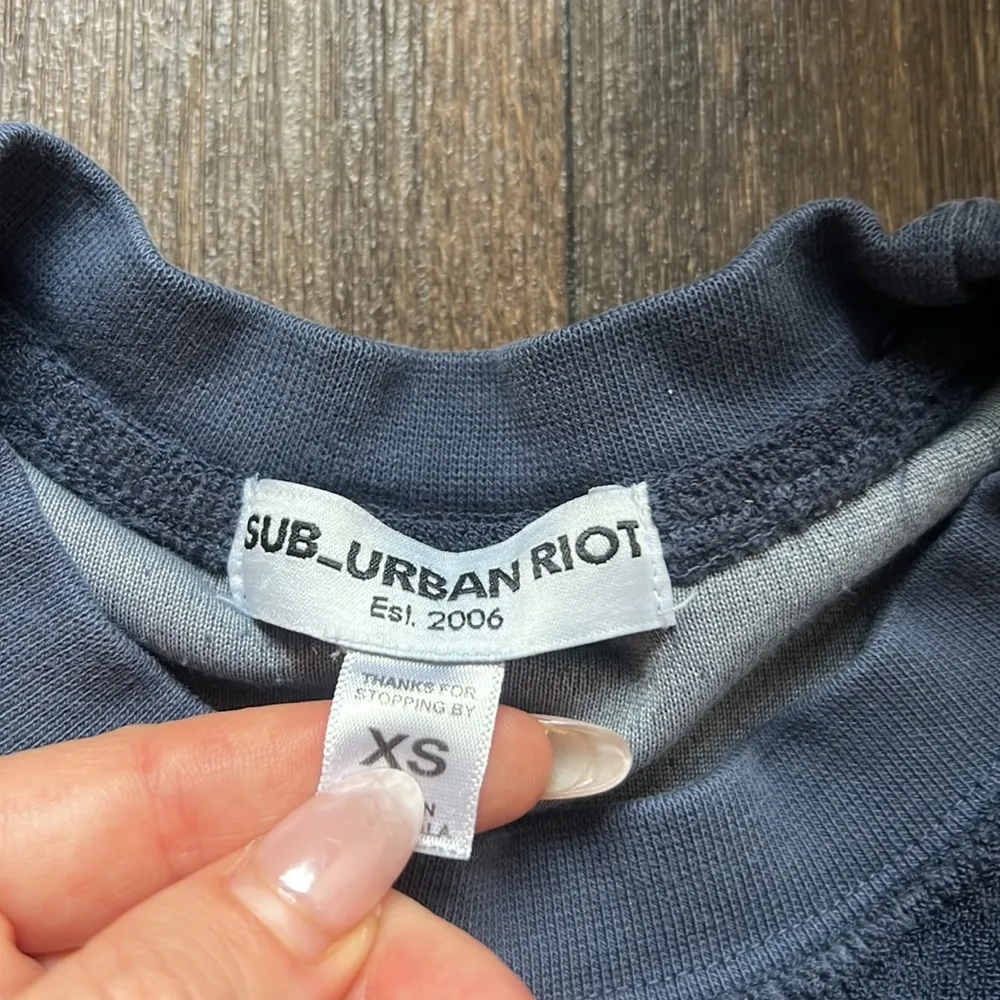 SUB_URBAN RIOT
Est. 2006
THANKS FOR
STOPPING BY
XS